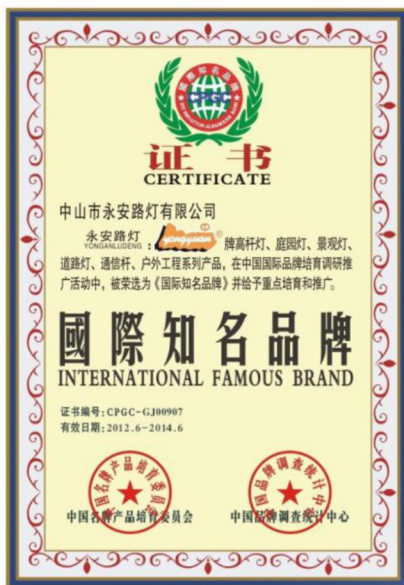 CPGC
证书
CERTIFICATE
中山市永安路灯有限公司
永安路灯
YONGANLUDENG : yongyuan 牌高杆灯、庭园灯、景观灯、
道路灯、通信杆、户外工程系列产品，在中国国际品牌培育调研推
广活动中，被荣选为《国际知名品牌》并给予重点培育和推广。
國際知名品牌
INTERNATIONAL FAMOUS BRAND
证书编号:CPGC-GJ00907
有效日期:2012.6-2014.6
中国名牌产品培育委员会
中国品牌调查统计中心